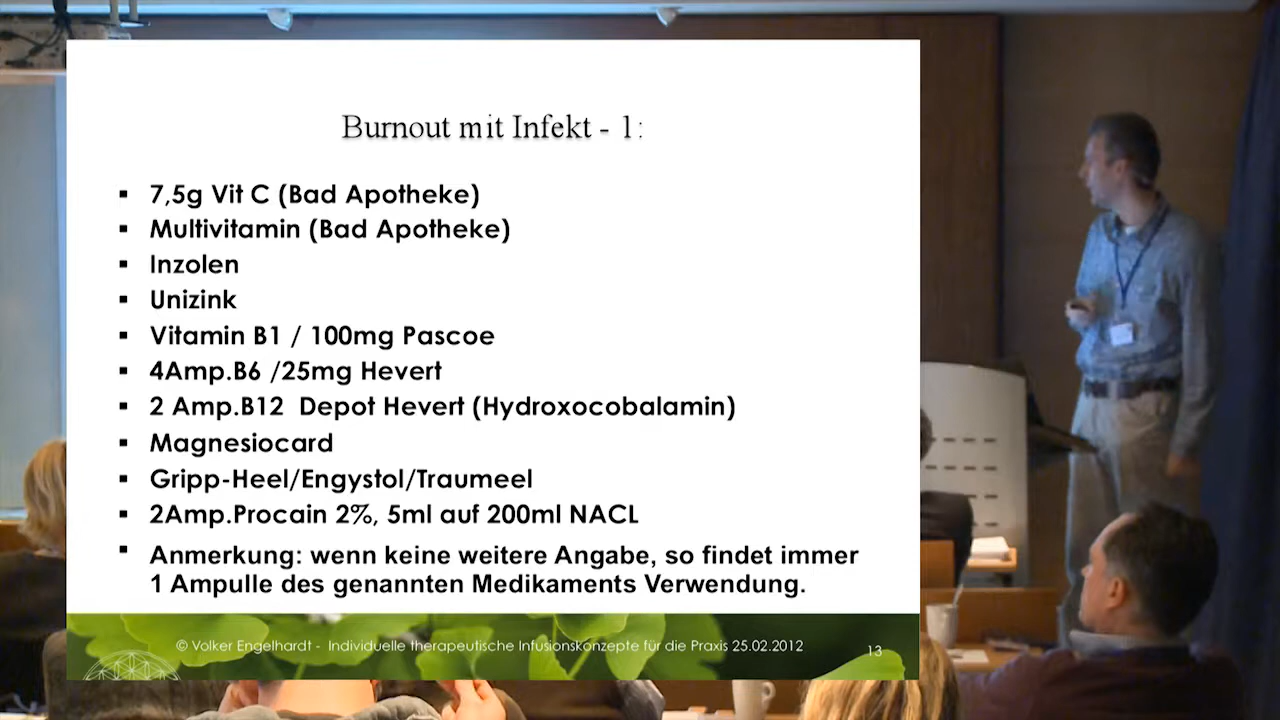 Burnout mit Infekt - 1:
▪ 7,5g Vit C (Bad Apotheke)
▪ Multivitamin (Bad Apotheke)
▪ Inzolen
▪ Unizink
▪ Vitamin B1 / 100mg Pascoe
▪ 4Amp.B6 /25mg Hevert
▪ 2 Amp.B12 Depot Hevert (Hydroxocobalamin)
▪ Magnesiocard
▪ Gripp-Heel/Engystol/Traumeel
▪ 2Amp.Procain 2%, 5ml auf 200ml NACL
▪ Anmerkung: wenn keine weitere Angabe, so findet immer
1 Ampulle des genannten Medikaments Verwendung.
© Volker Engelhardt - Individuelle therapeutische Infusionskonzepte für die Praxis 25.02.2012
13